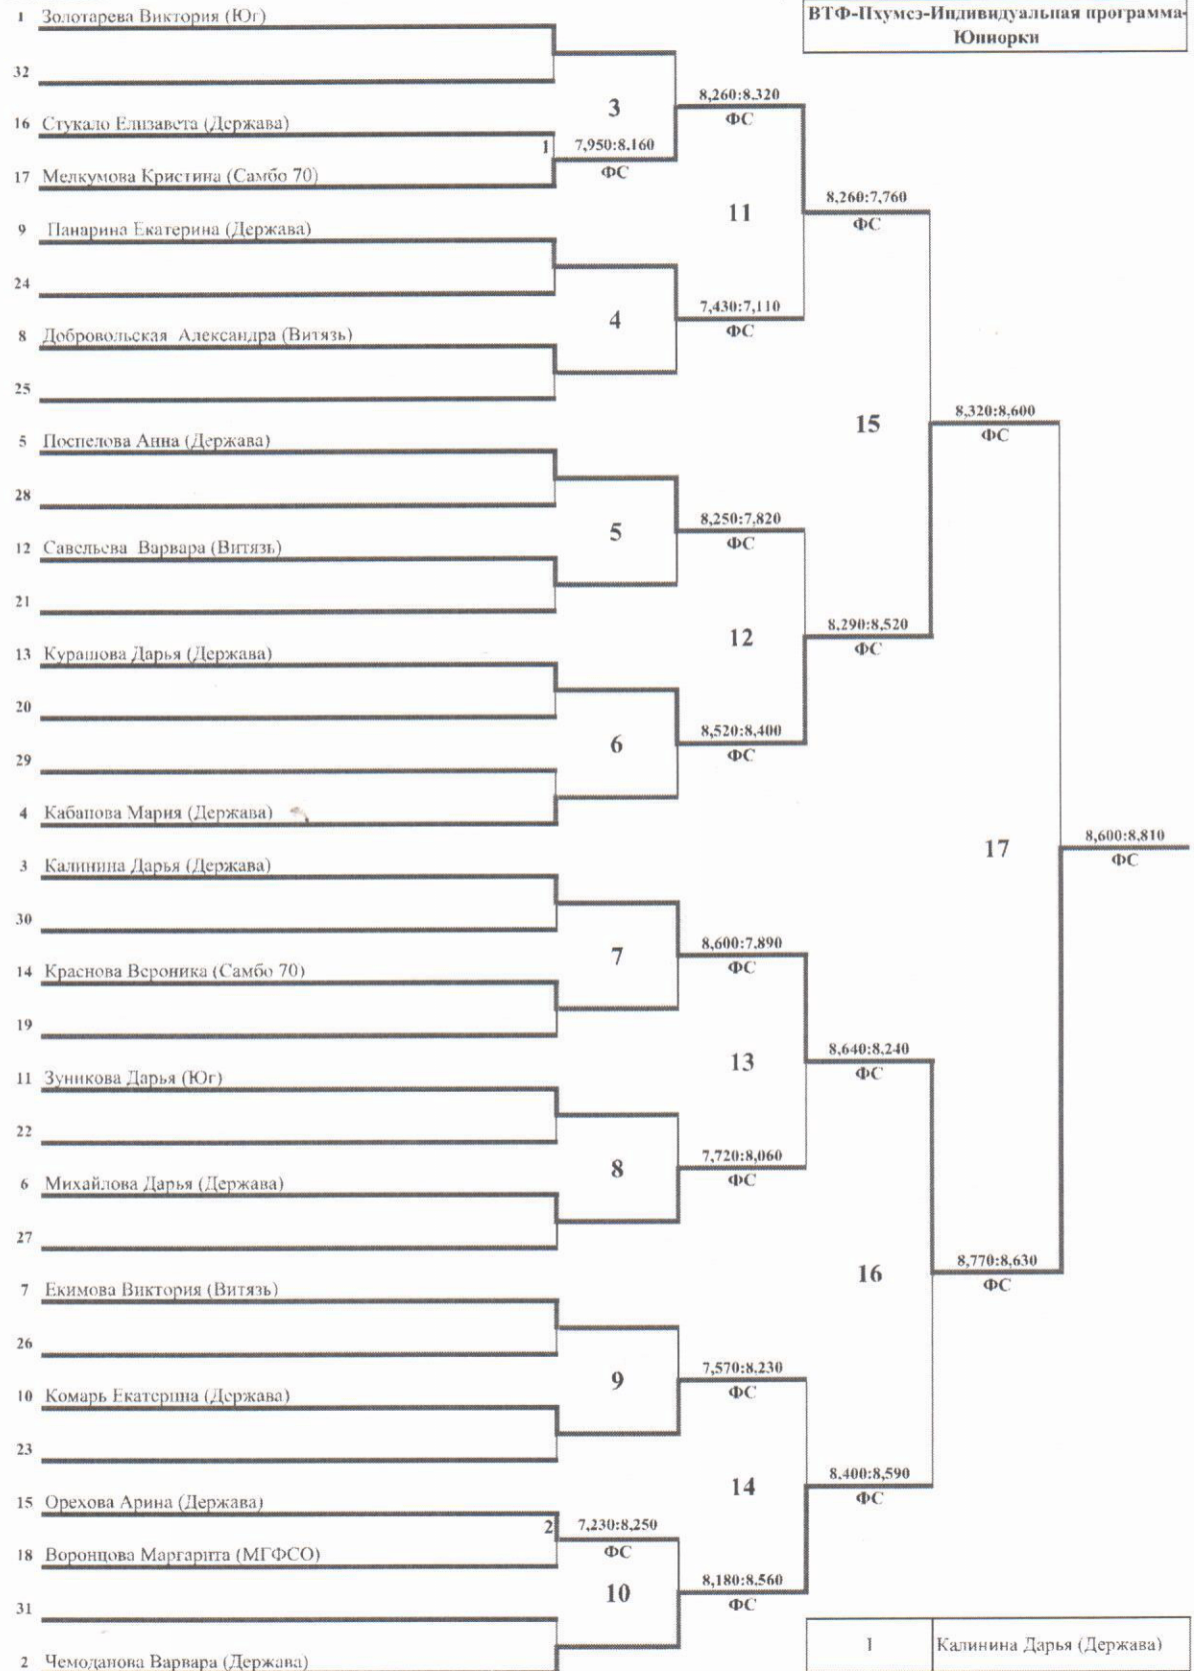 ВТФ-Пхумсэ-Индивидуальная программа-
Юниорки
1 Золотарева Виктория (Юг)
32
3
8,260:8.320
ФС
16 Стукало Елизавета (Держава)
1 7,950:8.160
ФС
17 Мелкумова Кристина (Самбо 70)
11
8,260:7,760
ФС
9 Панарина Екатерина (Держава)
24
4
7,430:7,110
ФС
8 Добровольская Александра (Витязь)
25
15
8,320:8,600
ФС
5 Поспелова Анна (Держава)
28
5
8,250:7,820
ФС
12 Савельева Варвара (Витязь)
21
12
8.290:8,520
ФС
13 Курашова Дарья (Держава)
20
6
8,520:8,400
ФС
29
4 Кабанова Мария (Держава)
17
8,600:8,810
ФС
3 Калинина Дарья (Держава)
30
7
8,600:7.890
ФС
14 Краснова Вероника (Самбо 70)
19
13
8,640:8,240
ФС
11 Зуникова Дарья (Юг)
22
8
7,720:8,060
ФС
6 Михайлова Дарья (Держава)
27
16
8,770:8,630
ФС
7 Екимова Виктория (Витязь)
26
9
7,570:8,230
ФС
10 Комарь Екатерина (Держава)
23
14
8,400:8,590
ФС
15 Орехова Арина (Держава)
2 7,230:8,250
ФС
18 Воронцова Маргарита (МГФСО)
10
8,180:8,560
ФС
31
2 Чемоданова Варвара (Держава)
1 Калинина Дарья (Держава)